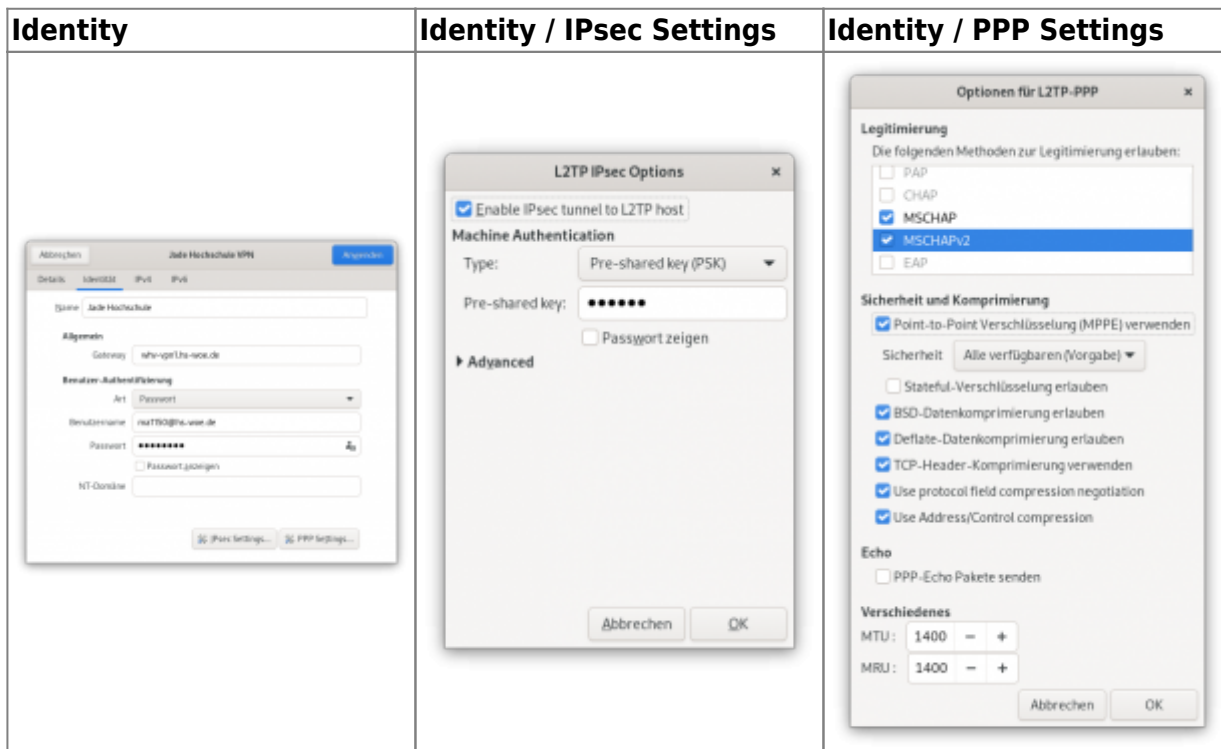 Identity
Identity / IPsec Settings
Identity / PPP Settings
Abbrechen
Jade Hochschule VPN
Anwenden
Details Identität IPv4 IPv6
Name Jade Hochschule
Allgemein
Gateway whv-vpn1.hs-woe.de
Benutzer-Authentifizierung
Art Passwort
Benutzername
Passwort ••••••••
Passwort anzeigen
NT-Domäne
IPsec Settings...
PPP Settings...
L2TP IPsec Options ×
Enable IPsec tunnel to L2TP host
Machine Authentication
Type: Pre-shared key (PSK)
Pre-shared key: ••••••
Passwort zeigen
Advanced
Abbrechen
OK
Optionen für L2TP-PPP ×
Legitimierung
Die folgenden Methoden zur Legitimierung erlauben:
PAP
CHAP
MSCHAP
MSCHAPv2
EAP
Sicherheit und Komprimierung
Point-to-Point Verschlüsselung (MPPE) verwenden
Sicherheit Alle verfügbaren (Vorgabe)
Stateful-Verschlüsselung erlauben
BSD-Datenkomprimierung erlauben
Deflate-Datenkomprimierung erlauben
TCP-Header-Komprimierung verwenden
Use protocol field compression negotiation
Use Address/Control compression
Echo
PPP-Echo Pakete senden
Verschiedenes
MTU: 1400 − +
MRU: 1400 − +
Abbrechen
OK